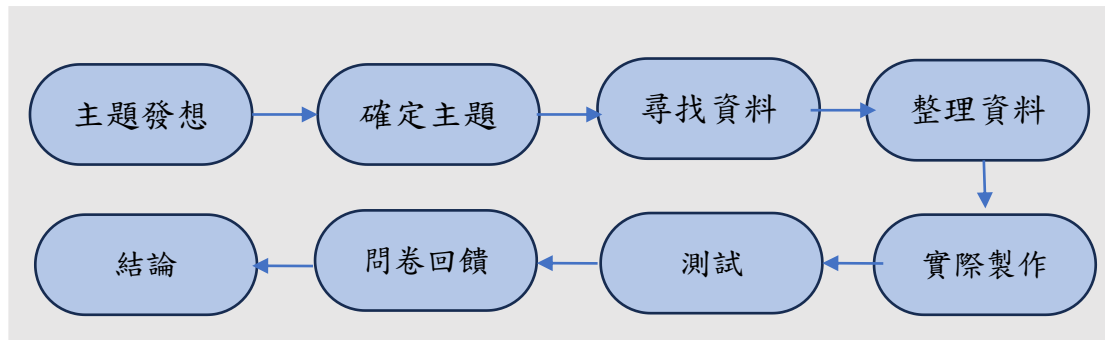 主題發想
確定主題
尋找資料
整理資料
實際製作
測試
問卷回饋
結論